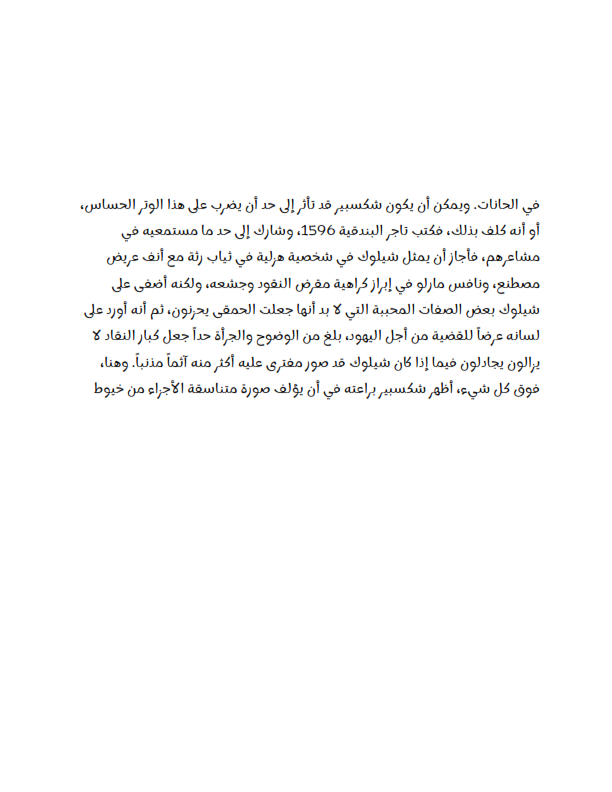 في الحانات. ويمكن أن يكون شكسبير قد تأثر إلى حد أن يضرب على هذا الوتر الحساس،
أو أنه كلف بذلك، فكتب تاجر البندقية 1596، وشارك إلى حد ما مستمعيه في
مشاعرهم، فأجاز أن يمثل شيلوك في شخصية هزلية في ثياب رثة مع أنف عريض
مصطنع، ونافس مارلو في إبراز كراهية مقرض النقود وجشعه، ولكنه أضفى على
شيلوك بعض الصفات المحببة التي لا بد أنها جعلت الحمقى يحزنون، ثم أنه أورد على
لسانه عرضاً للقضية من أجل اليهود، بلغ من الوضوح والجرأة حداً جعل كبار النقاد لا
يزالون يجادلون فيما إذا كان شيلوك قد صور مفترى عليه أكثر منه آثماً مذنباً. وهنا،
فوق كل شيء، أظهر شكسبير براعته في أن يؤلف صورة متناسقة الأجزاء من خيوط